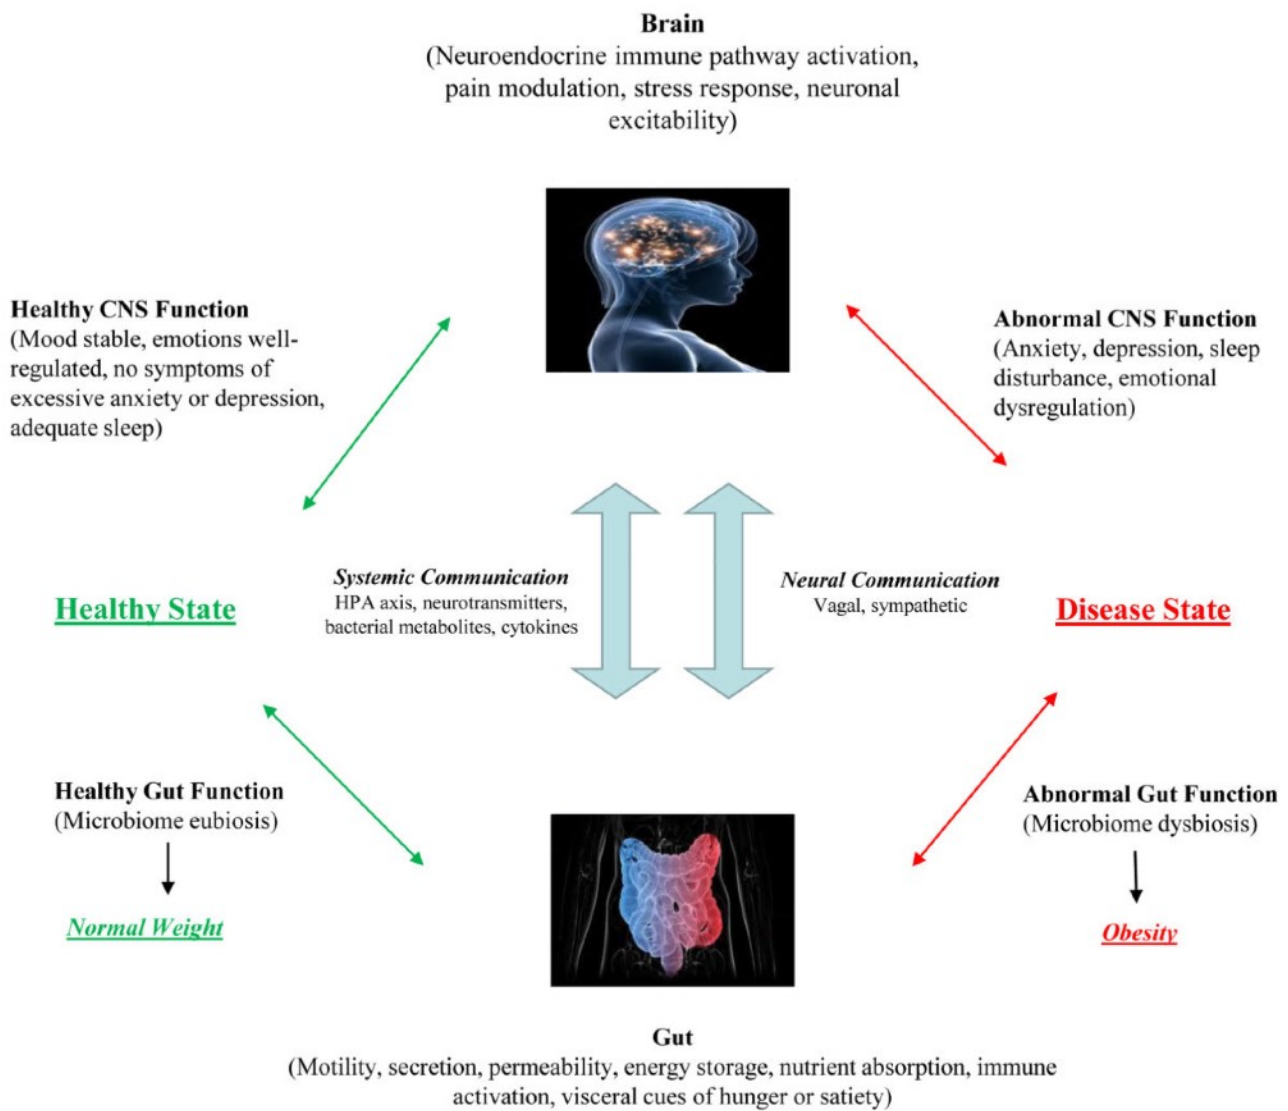 Brain
(Neuroendocrine immune pathway activation,
pain modulation, stress response, neuronal
excitability)
Healthy CNS Function
(Mood stable, emotions well-
regulated, no symptoms of
excessive anxiety or depression,
adequate sleep)
Abnormal CNS Function
(Anxiety, depression, sleep
disturbance, emotional
dysregulation)
Systemic Communication
HPA axis, neurotransmitters,
bacterial metabolites, cytokines
Neural Communication
Vagal, sympathetic
Healthy State
Disease State
Healthy Gut Function
(Microbiome eubiosis)
Normal Weight
Abnormal Gut Function
(Microbiome dysbiosis)
Obesity
Gut
(Motility, secretion, permeability, energy storage, nutrient absorption, immune
activation, visceral cues of hunger or satiety)